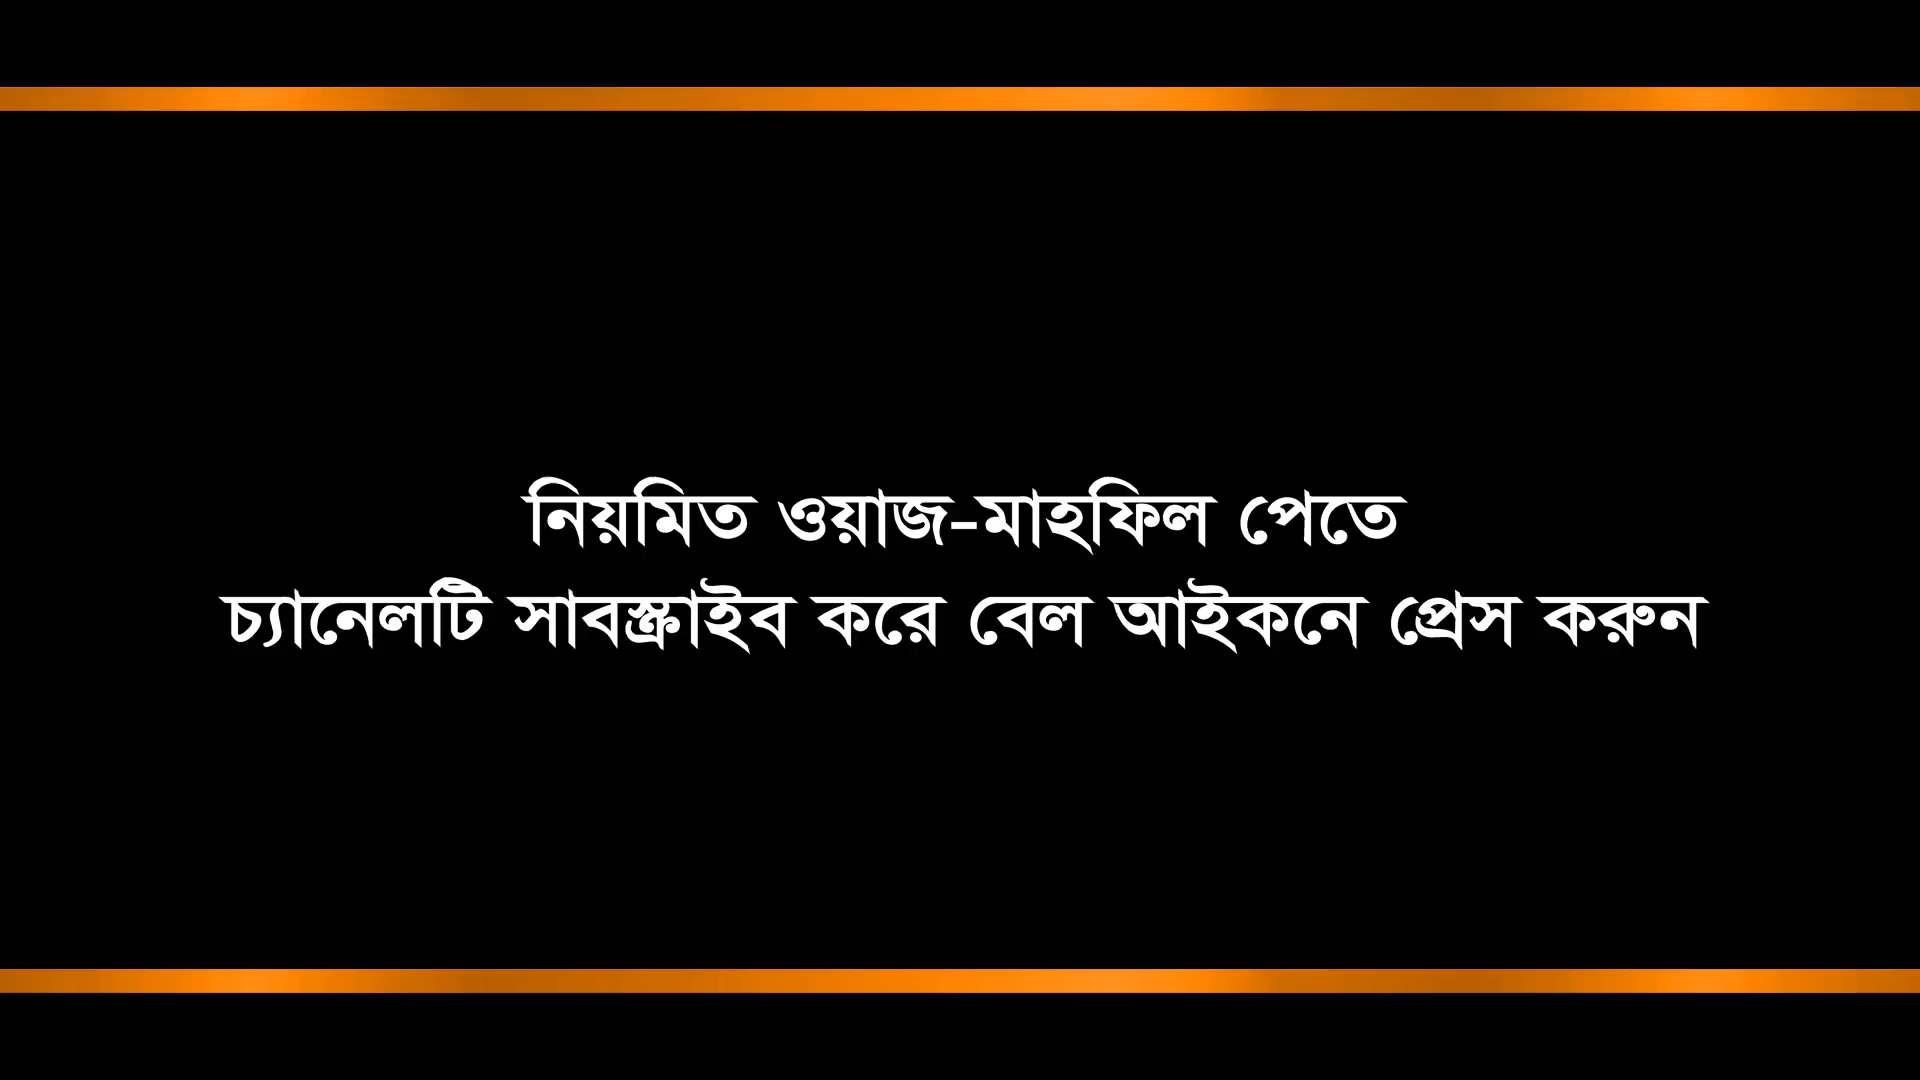 নিয়মিত ওয়াজ-মাহফিল পেতে
চ্যানেলটি সাবস্ক্রাইব করে বেল আইকনে প্রেস করুন